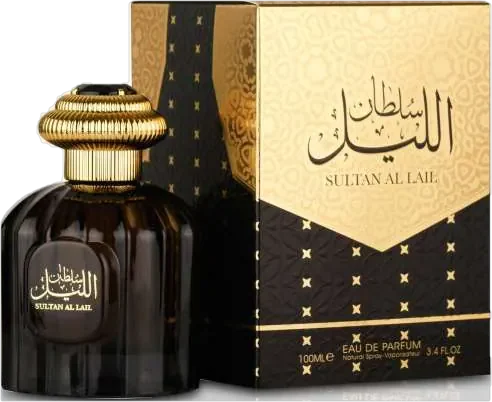 سلطان
الليل
SULTAN AL LAIL
سلطان
الليل
SULTAN AL LAIL
100ML℮ EAU DE PARFUM 3.4 FL.OZ
Natural Spray-Vaporisateur